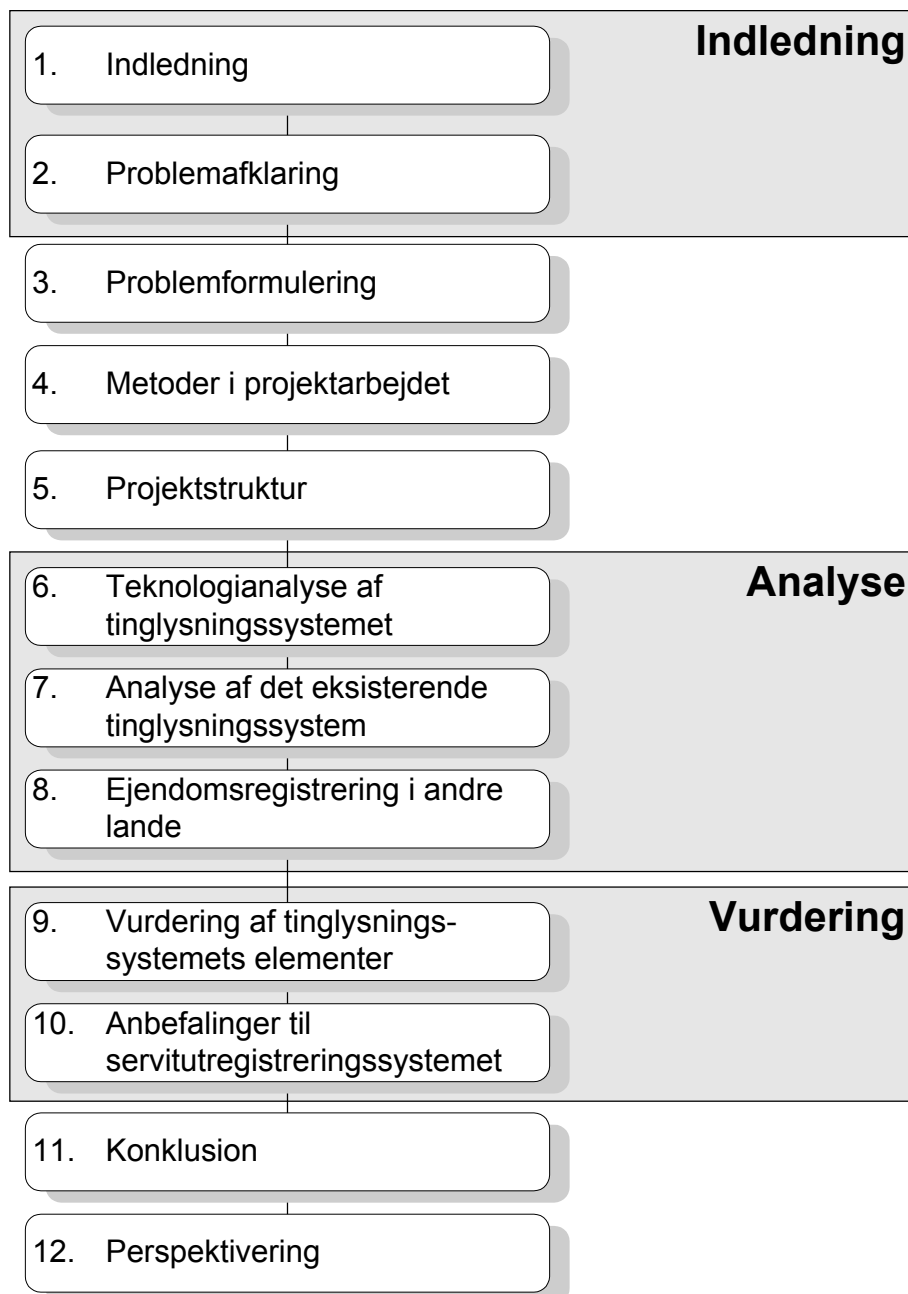 Indledning
1. Indledning
2. Problemafklaring
3. Problemformulering
4. Metoder i projektarbejdet
5. Projektstruktur
Analyse
6. Teknologianalyse af
tinglysningssystemet
7. Analyse af det eksisterende
tinglysningssystem
8. Ejendomsregistrering i andre
lande
Vurdering
9. Vurdering af tinglysnings-
systemets elementer
10. Anbefalinger til
servitutregistreringssystemet
11. Konklusion
12. Perspektivering